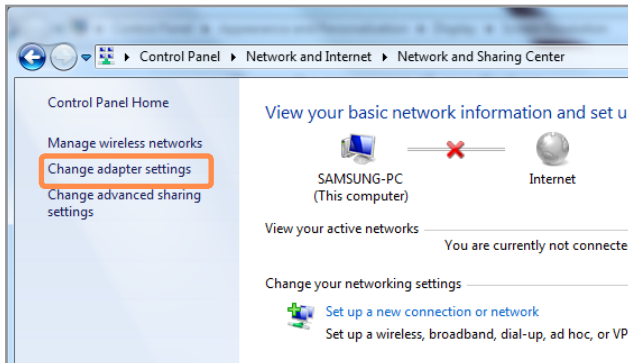 Control Panel ▸ Network and Internet ▸ Network and Sharing Center
Control Panel Home
Manage wireless networks
Change adapter settings
Change advanced sharing
settings
View your basic network information and set u
SAMSUNG-PC
(This computer)
Internet
View your active networks
You are currently not connecte
Change your networking settings
Set up a new connection or network
Set up a wireless, broadband, dial-up, ad hoc, or VP